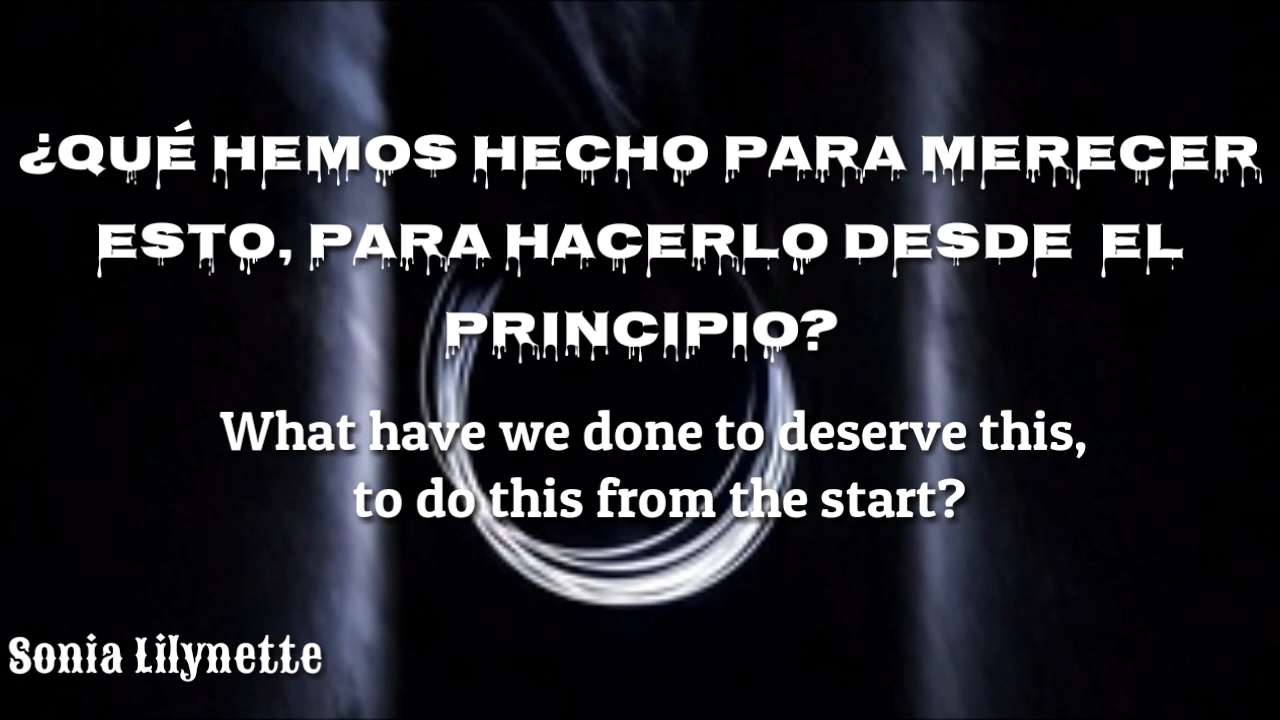 ¿QUÉ HEMOS HECHO PARA MERECER
ESTO, PARA HACERLO DESDE EL
PRINCIPIO?
What have we done to deserve this,
to do this from the start?
Sonia Lilynette